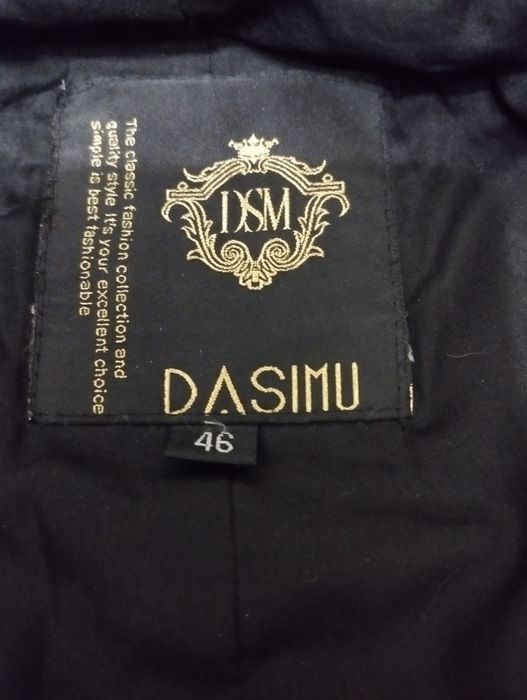 The classic fashion collection and
quality style it's your excellent choice
simple is best fashionable
DSM
DASIMU
46